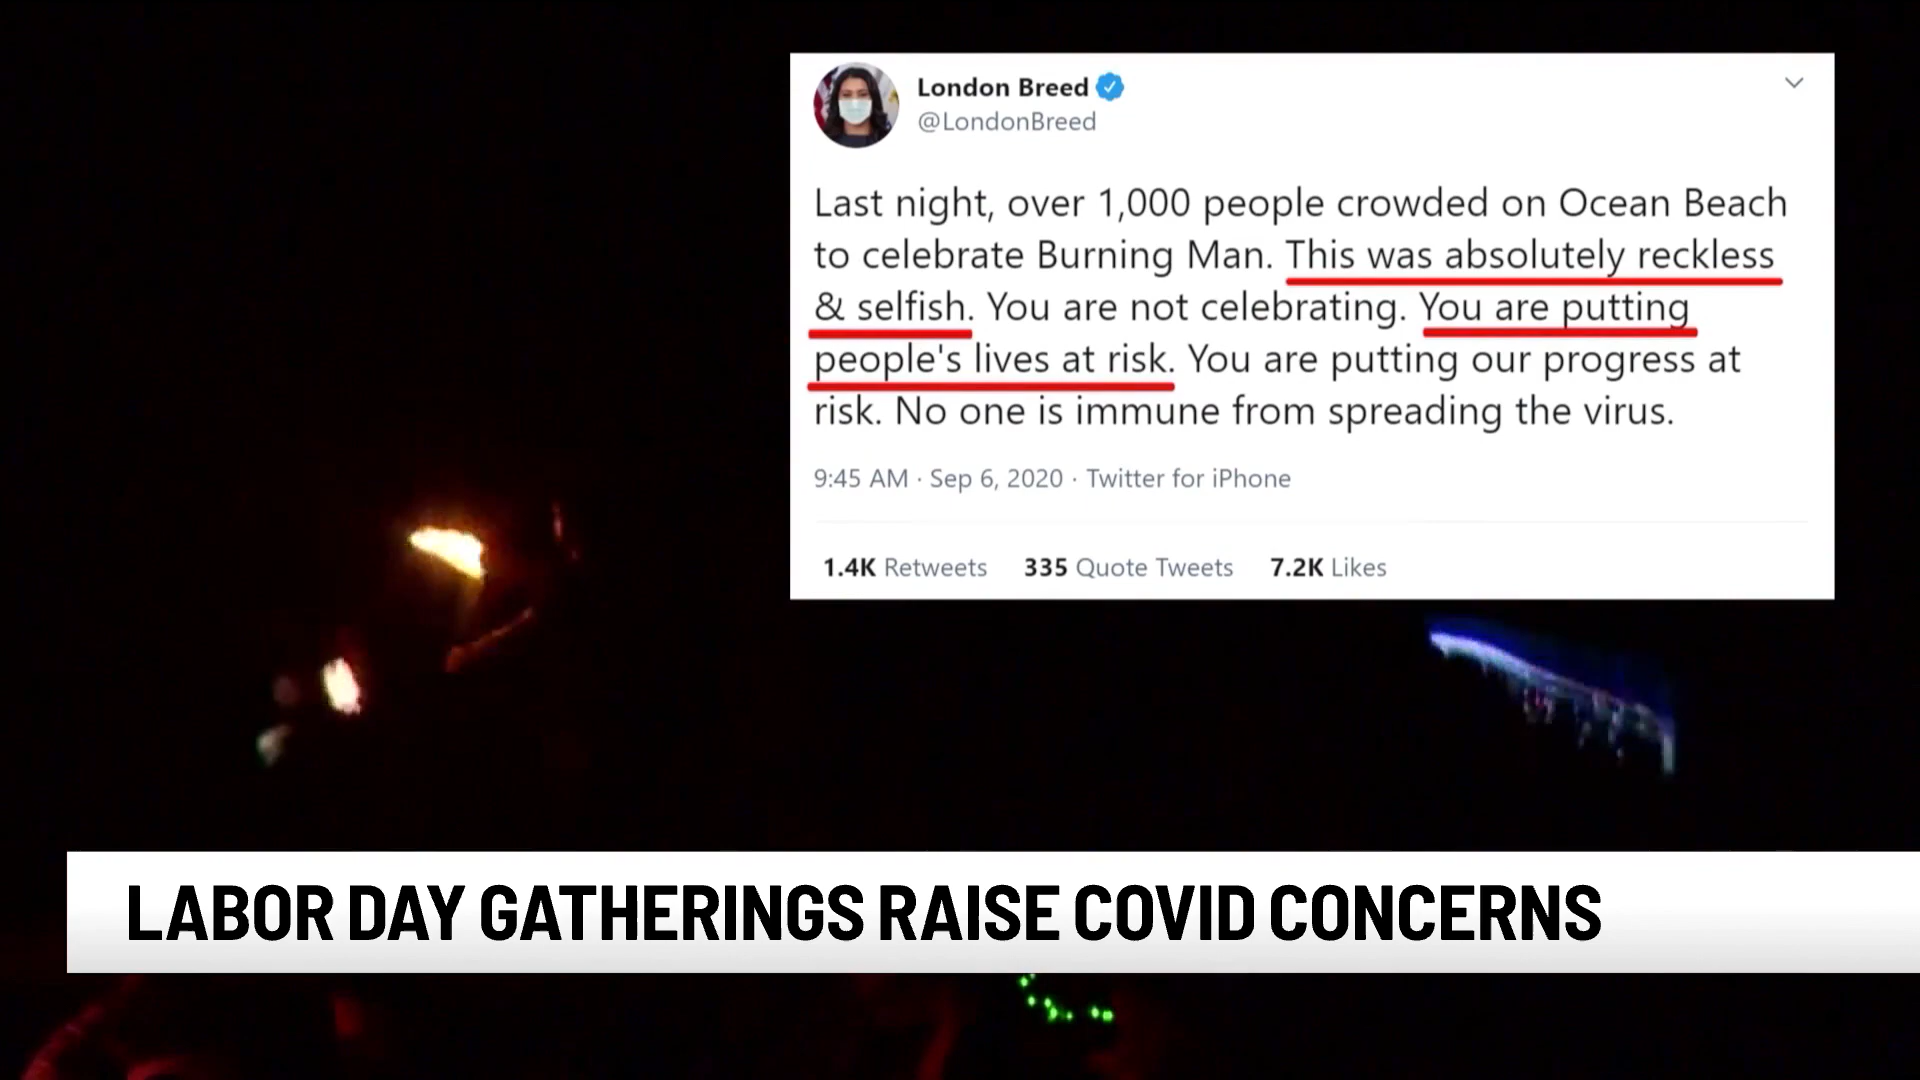 London Breed
@LondonBreed
Last night, over 1,000 people crowded on Ocean Beach
to celebrate Burning Man. This was absolutely reckless
& selfish. You are not celebrating. You are putting
people's lives at risk. You are putting our progress at
risk. No one is immune from spreading the virus.
9:45 AM · Sep 6, 2020 · Twitter for iPhone
1.4K Retweets 335 Quote Tweets 7.2K Likes
LABOR DAY GATHERINGS RAISE COVID CONCERNS